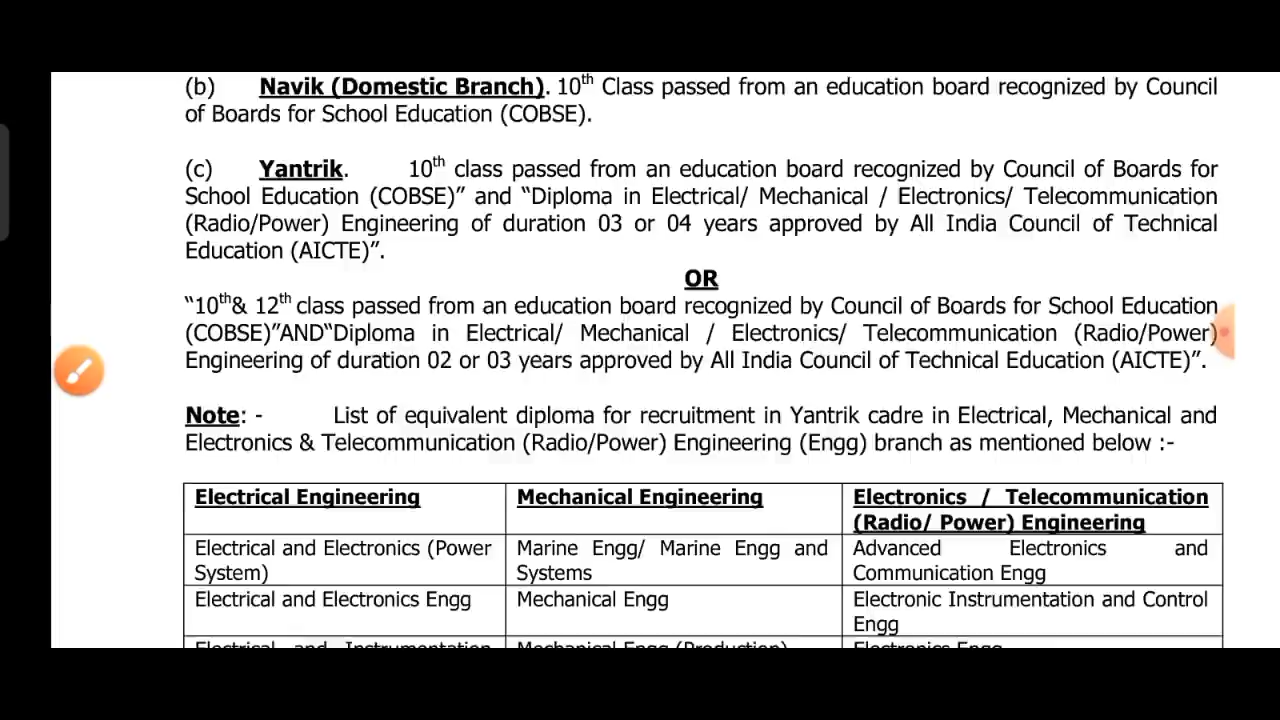 (b) Navik (Domestic Branch). 10th Class passed from an education board recognized by Council
of Boards for School Education (COBSE).
(c) Yantrik. 10th class passed from an education board recognized by Council of Boards for
School Education (COBSE)” and “Diploma in Electrical/ Mechanical / Electronics/ Telecommunication
(Radio/Power) Engineering of duration 03 or 04 years approved by All India Council of Technical
Education (AICTE)”.
OR
“10th& 12th class passed from an education board recognized by Council of Boards for School Education
(COBSE)”AND“Diploma in Electrical/ Mechanical / Electronics/ Telecommunication (Radio/Power)
Engineering of duration 02 or 03 years approved by All India Council of Technical Education (AICTE)”.
Note: - List of equivalent diploma for recruitment in Yantrik cadre in Electrical, Mechanical and
Electronics & Telecommunication (Radio/Power) Engineering (Engg) branch as mentioned below :-
Electrical Engineering
Mechanical Engineering
Electronics / Telecommunication
(Radio/ Power) Engineering
Electrical and Electronics (Power
System)
Marine Engg/ Marine Engg and
Systems
Advanced Electronics and
Communication Engg
Electrical and Electronics Engg
Mechanical Engg
Electronic Instrumentation and Control
Engg
Electrical and Instrumentation
Mechanical Engg (Production)
Electronics Engg